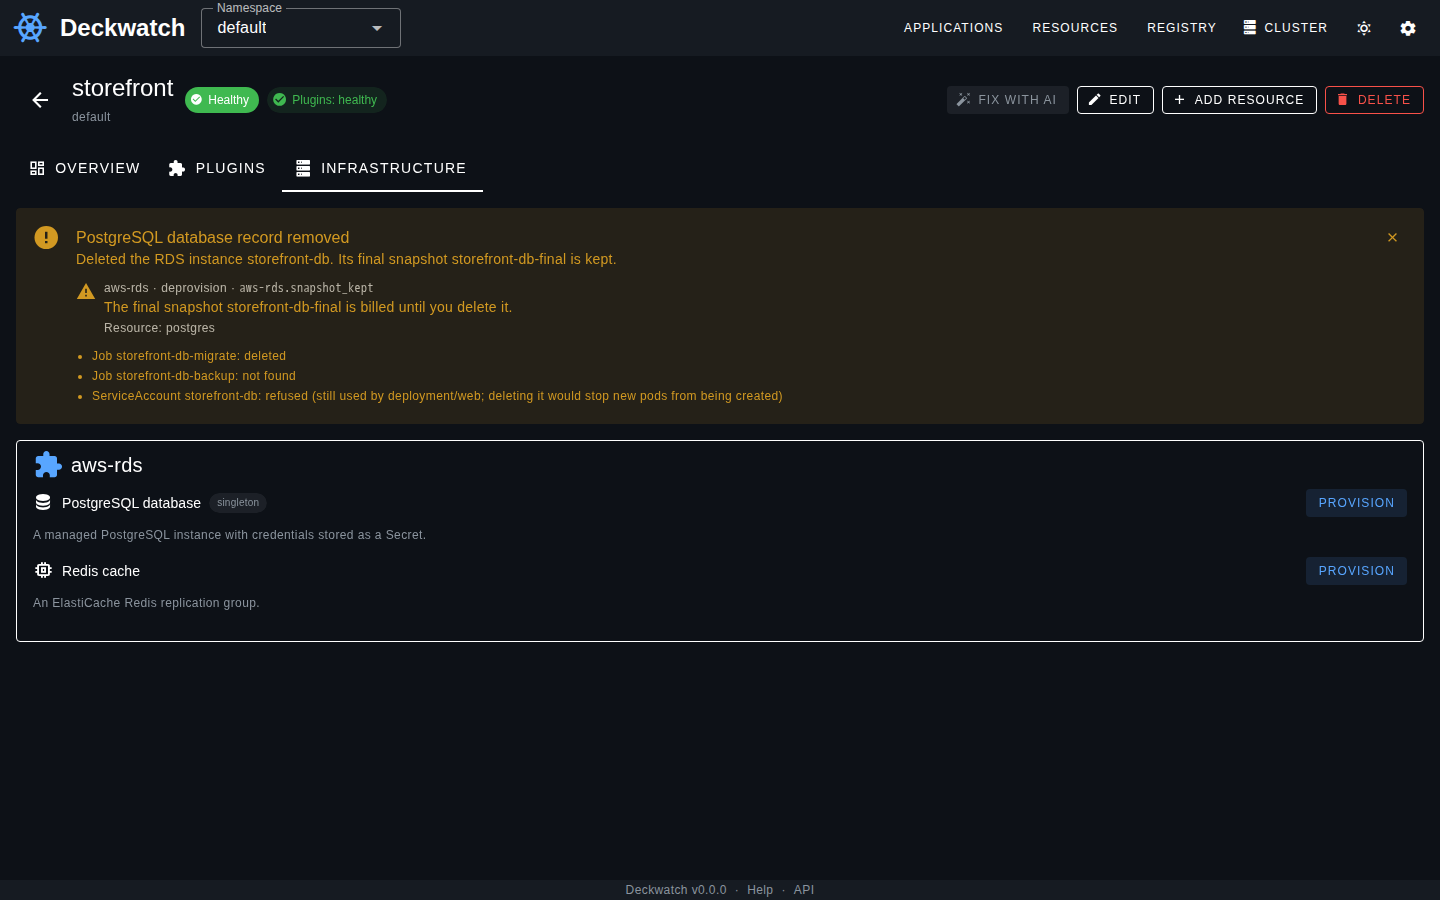 Deckwatch
Namespace
default
APPLICATIONS
RESOURCES
REGISTRY
CLUSTER
storefront
default
Healthy
Plugins: healthy
FIX WITH AI
EDIT
ADD RESOURCE
DELETE
OVERVIEW
PLUGINS
INFRASTRUCTURE
PostgreSQL database record removed
Deleted the RDS instance storefront-db. Its final snapshot storefront-db-final is kept.
aws-rds · deprovision · aws-rds.snapshot_kept
The final snapshot storefront-db-final is billed until you delete it.
Resource: postgres
• Job storefront-db-migrate: deleted
• Job storefront-db-backup: not found
• ServiceAccount storefront-db: refused (still used by deployment/web; deleting it would stop new pods from being created)
aws-rds
PostgreSQL database
singleton
PROVISION
A managed PostgreSQL instance with credentials stored as a Secret.
Redis cache
PROVISION
An ElastiCache Redis replication group.
Deckwatch v0.0.0 · Help · API